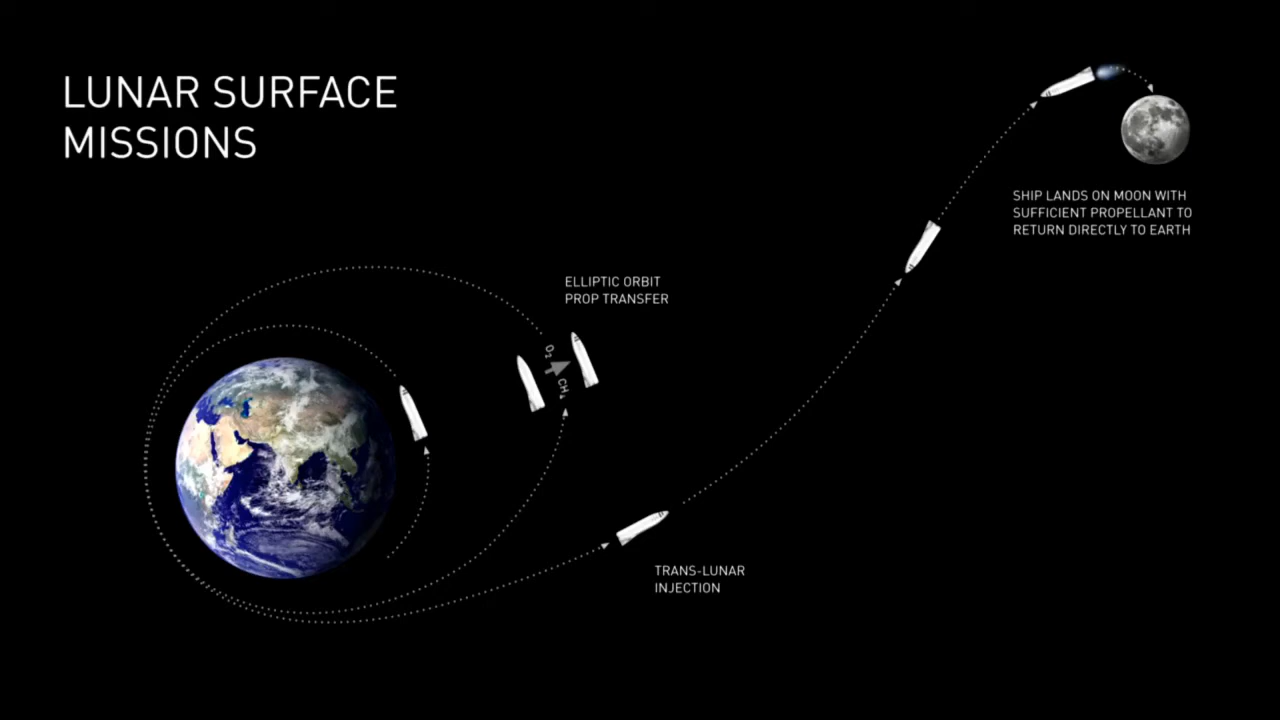 LUNAR SURFACE
MISSIONS
ELLIPTIC ORBIT
PROP TRANSFER
O₂
CH₄
SHIP LANDS ON MOON WITH
SUFFICIENT PROPELLANT TO
RETURN DIRECTLY TO EARTH
TRANS-LUNAR
INJECTION